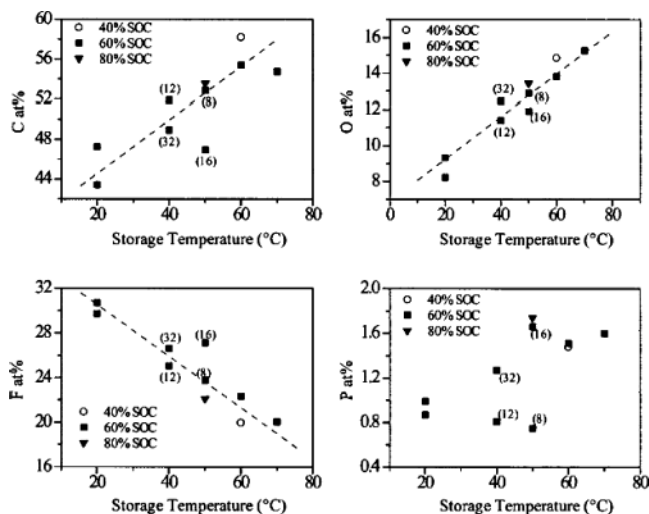 60
56
52
48
44
C at%
40% SOC
60% SOC
80% SOC
(12)
(8)
(32)
(16)
20 40 60 80
Storage Temperature (°C)
16
14
12
10
8
O at%
40% SOC
60% SOC
80% SOC
(32)
(8)
(12)
(16)
0 20 40 60 80
Storage Temperature (°C)
32
28
24
20
16
F at%
(32)
(16)
(12)
(8)
40% SOC
60% SOC
80% SOC
20 40 60 80
Storage Temperature (°C)
2.0
1.6
1.2
0.8
0.4
P at%
40% SOC
60% SOC
80% SOC
(16)
(32)
(12)
(8)
20 40 60 80
Storage Temperature (°C)